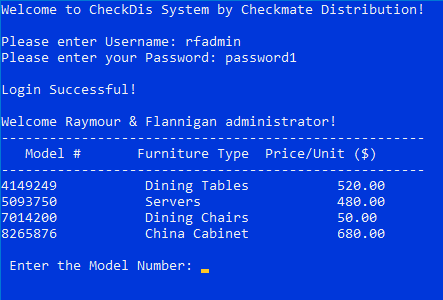 Welcome to CheckDis System by Checkmate Distribution!
Please enter Username: rfadmin
Please enter your Password: password1
Login Successful!
Welcome Raymour & Flannigan administrator!
-----------------------------------------------------
Model # Furniture Type Price/Unit ($)
-----------------------------------------------------
4149249 Dining Tables 520.00
5093750 Servers 480.00
7014200 Dining Chairs 50.00
8265876 China Cabinet 680.00
Enter the Model Number: